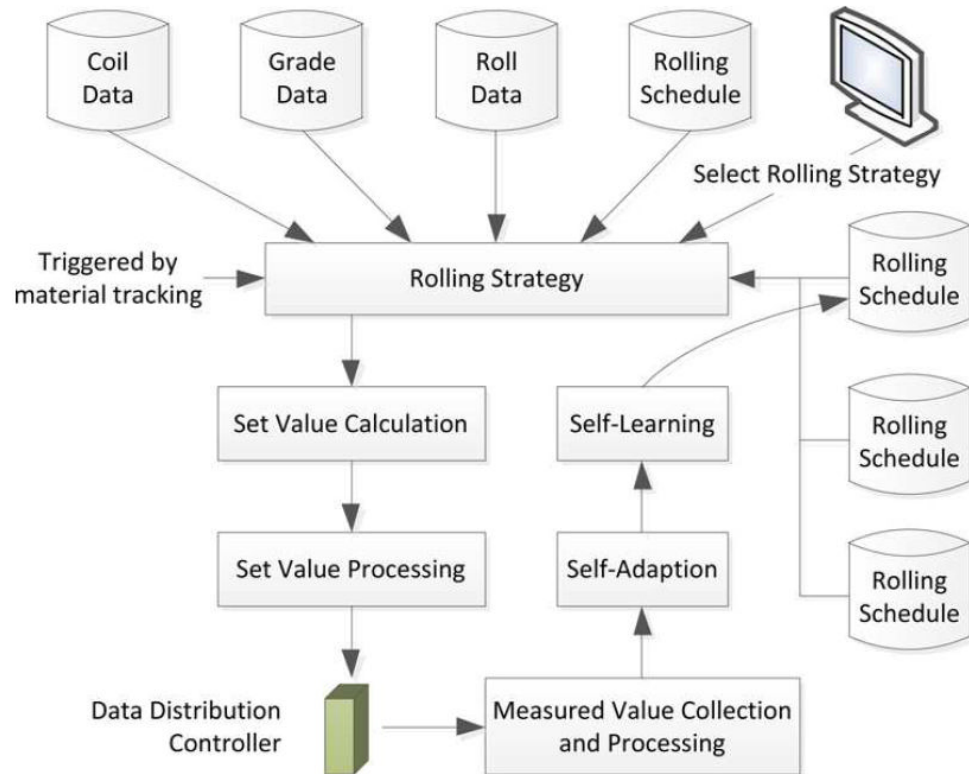 Coil
Data
Grade
Data
Roll
Data
Rolling
Schedule
Select Rolling Strategy
Triggered by
material tracking
Rolling Strategy
Rolling
Schedule
Set Value Calculation
Self-Learning
Rolling
Schedule
Set Value Processing
Self-Adaption
Rolling
Schedule
Data Distribution
Controller
Measured Value Collection
and Processing